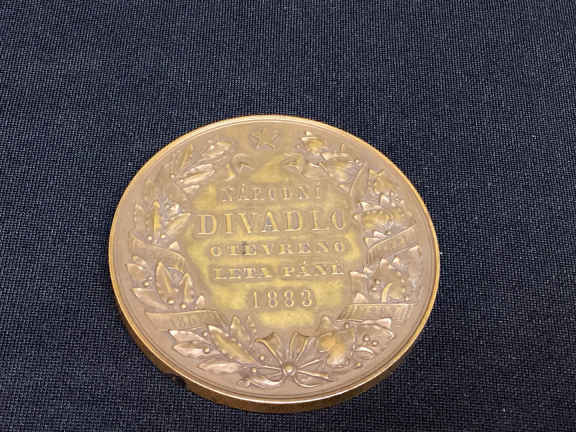 NÁRODNÍ
DIVADLO
OTEVŘENO
LÉTA PÁNĚ
1883